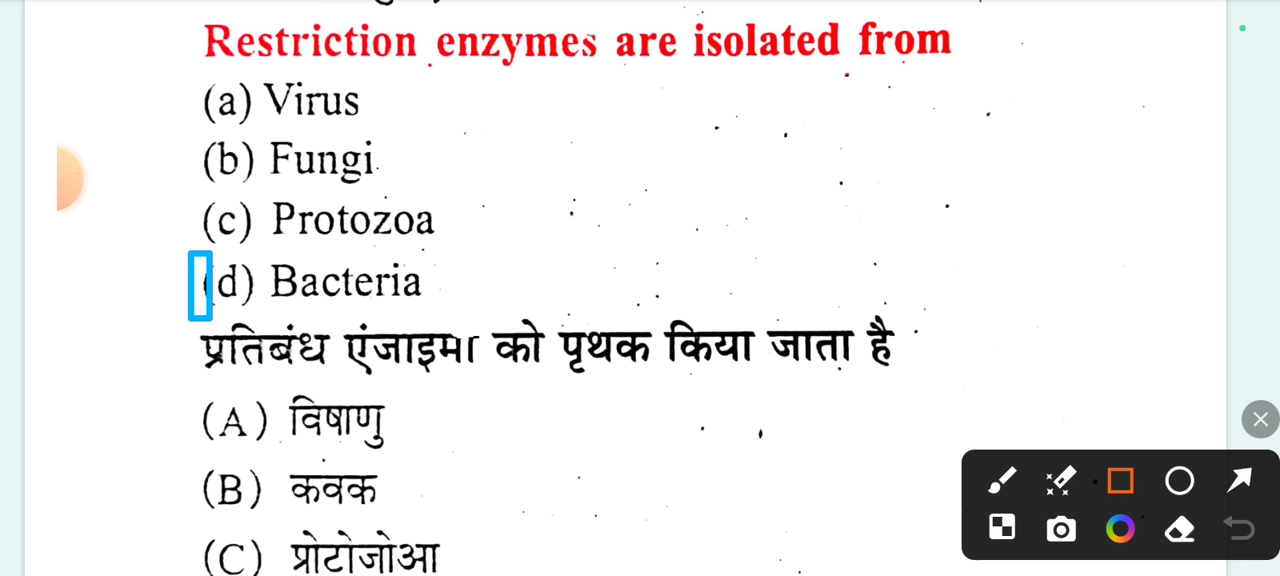 Restriction enzymes are isolated from
(a) Virus
(b) Fungi
(c) Protozoa
(d) Bacteria
प्रतिबंध एंजाइमा को पृथक किया जाता है
(A) विषाणु
(B) कवक
(C) प्रोटोजोआ